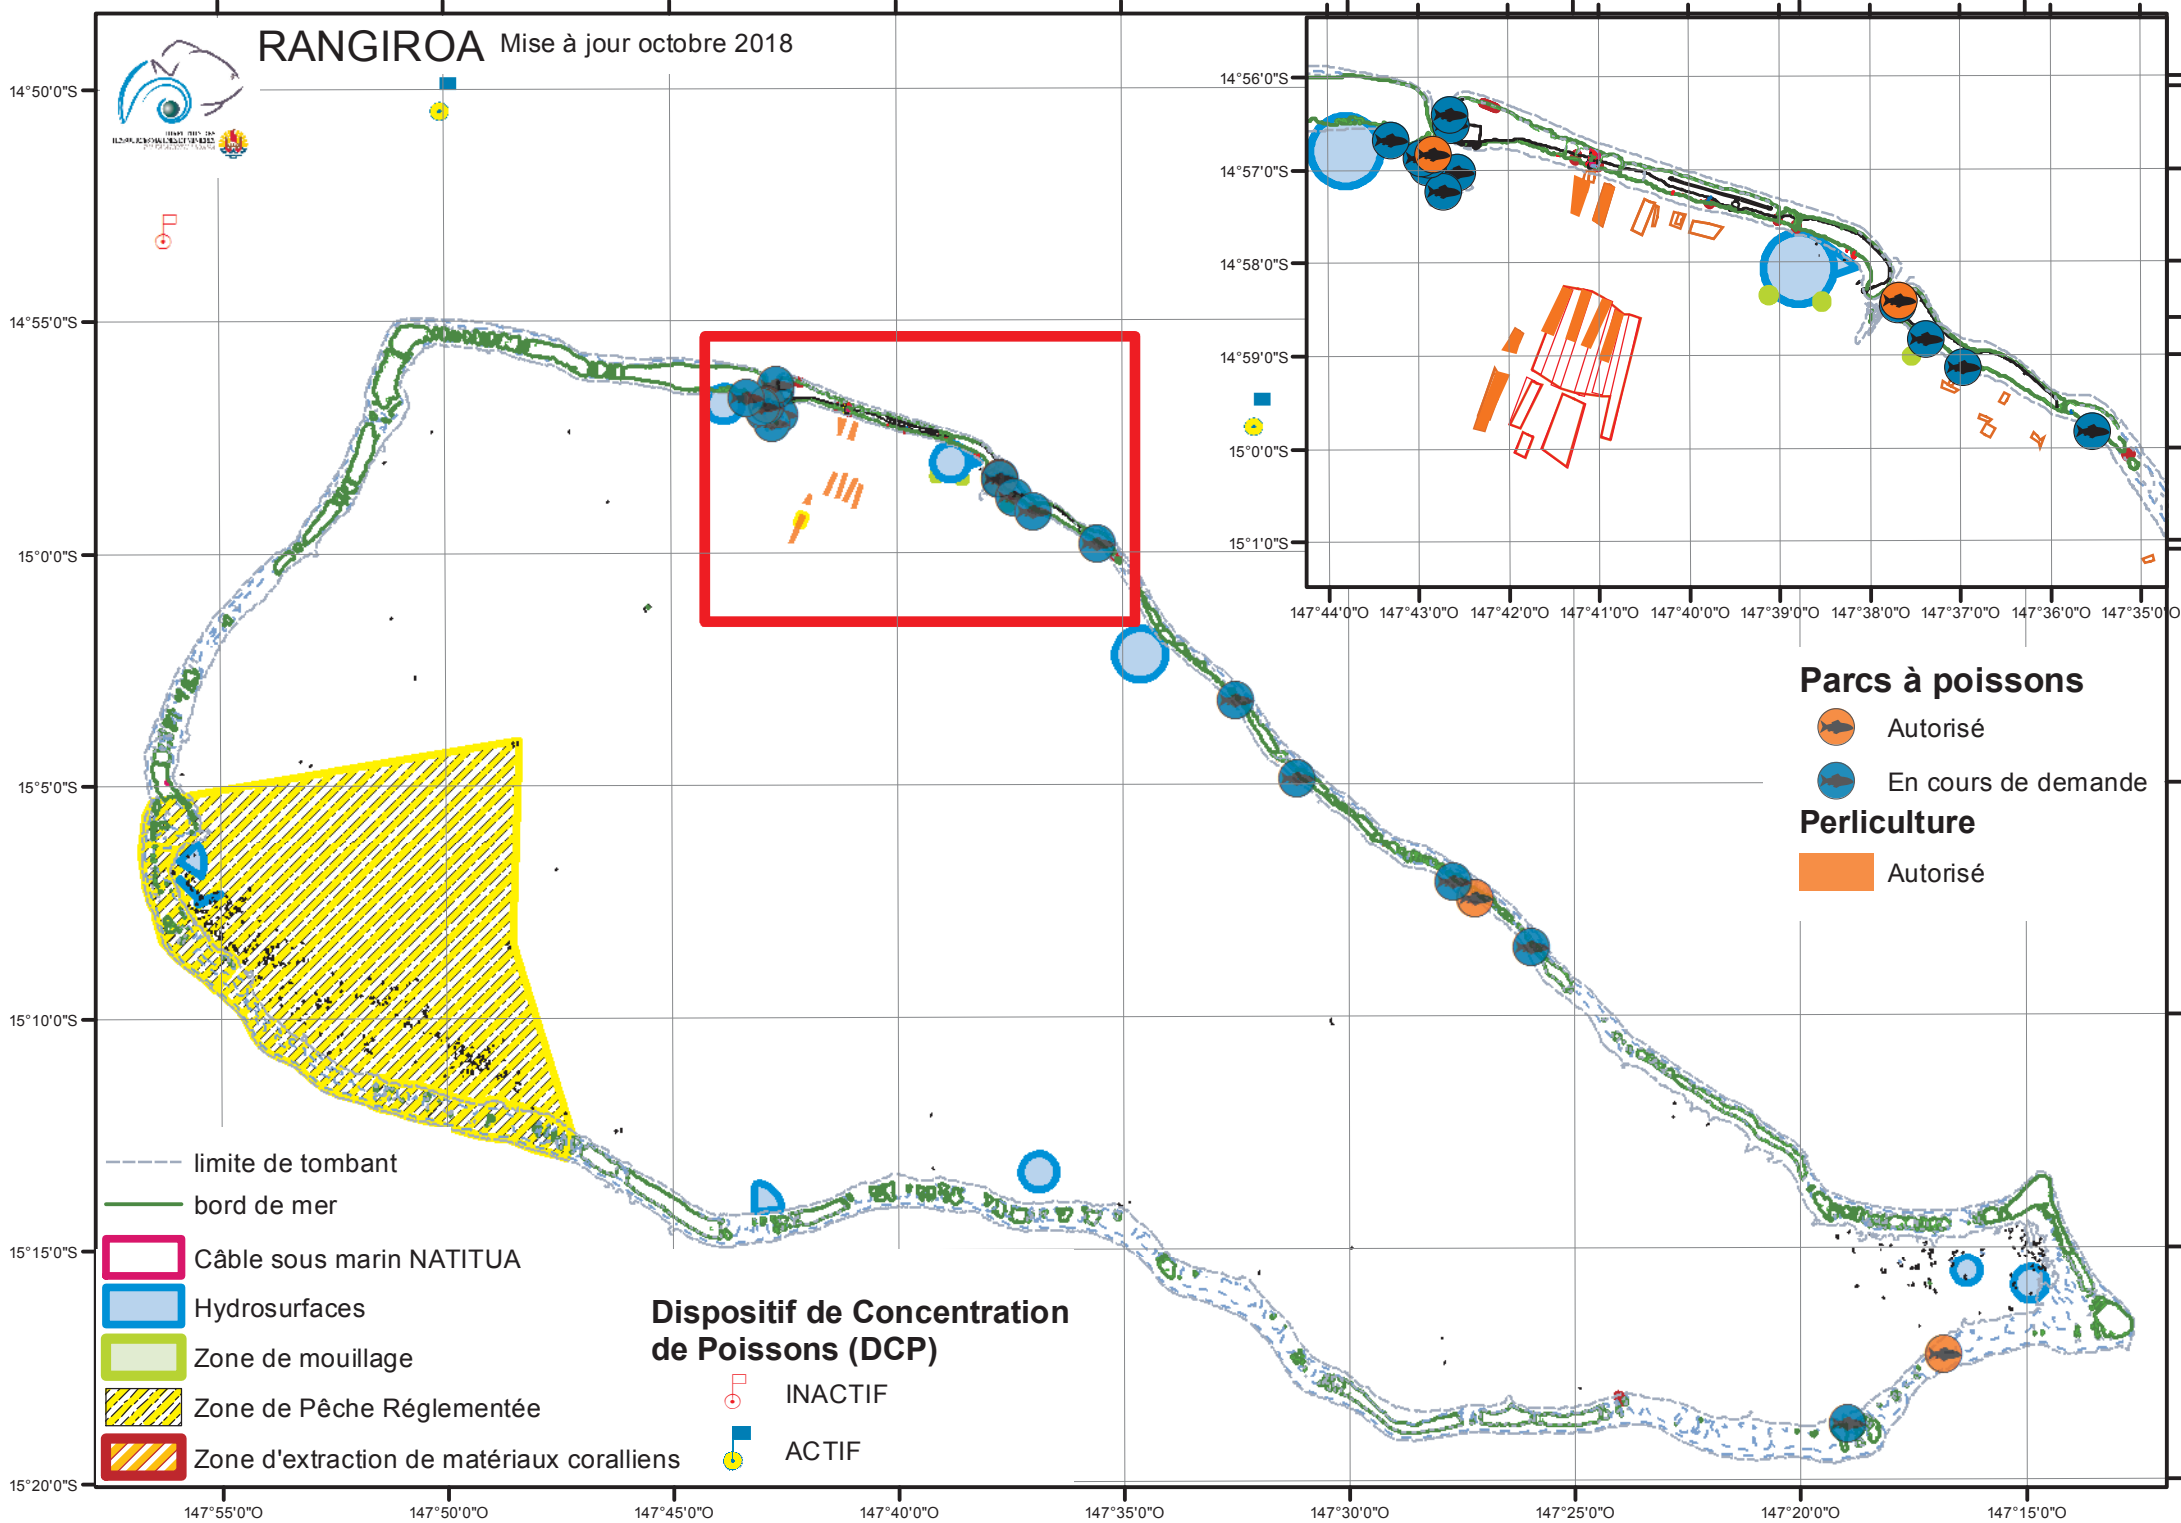 RANGIROA Mise à jour octobre 2018
14°50'0"S
14°55'0"S
15°0'0"S
15°5'0"S
15°10'0"S
15°15'0"S
15°20'0"S
147°55'0"O 147°50'0"O 147°45'0"O 147°40'0"O 147°35'0"O 147°30'0"O 147°25'0"O 147°20'0"O 147°15'0"O
14°56'0"S
14°57'0"S
14°58'0"S
14°59'0"S
15°0'0"S
15°1'0"S
147°44'0"O 147°43'0"O 147°42'0"O 147°41'0"O 147°40'0"O 147°39'0"O 147°38'0"O 147°37'0"O 147°36'0"O 147°35'0"O
Parcs à poissons
Autorisé
En cours de demande
Perliculture
Autorisé
limite de tombant
bord de mer
Câble sous marin NATITUA
Hydrosurfaces
Zone de mouillage
Zone de Pêche Réglementée
Zone d'extraction de matériaux coralliens
Dispositif de Concentration
de Poissons (DCP)
INACTIF
ACTIF